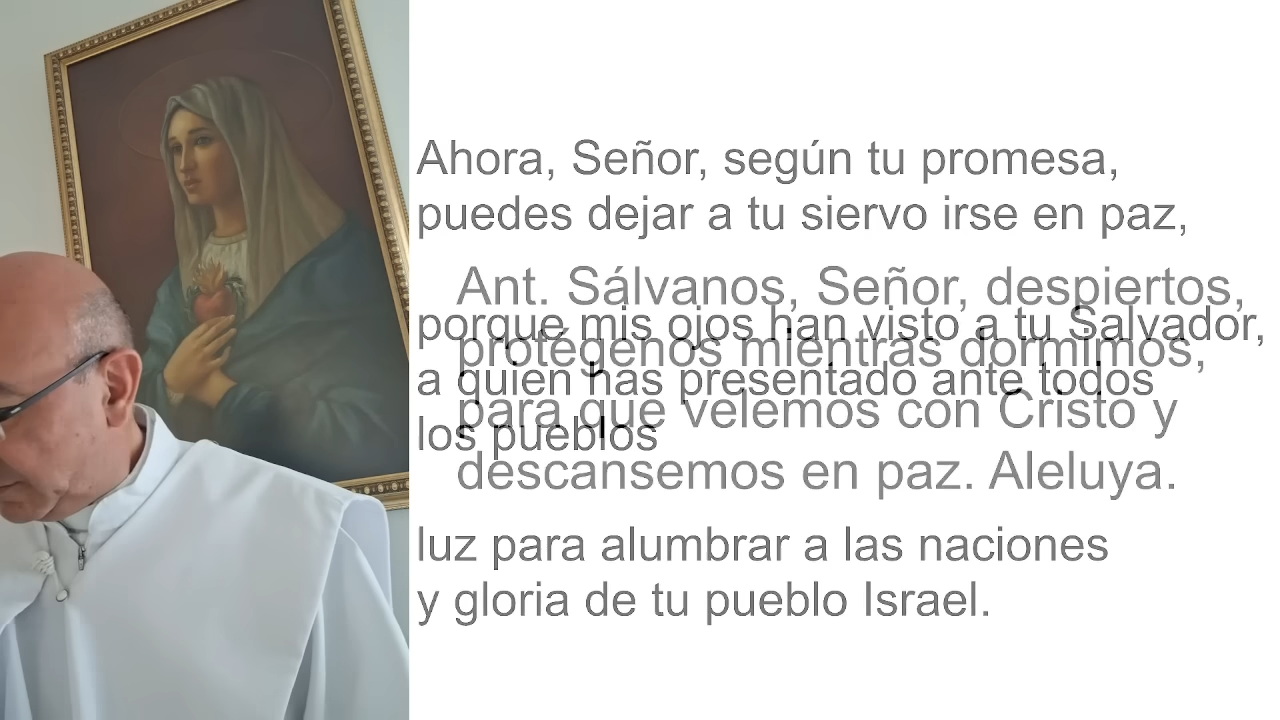 Ahora, Señor, según tu promesa,
puedes dejar a tu siervo irse en paz,
Ant. Sálvanos, Señor, despiertos,
porque mis ojos han visto a tu Salvador,
protégenos mientras dormimos,
a quien has presentado ante todos
para que velemos con Cristo y
los pueblos
descansemos en paz. Aleluya.
luz para alumbrar a las naciones
y gloria de tu pueblo Israel.